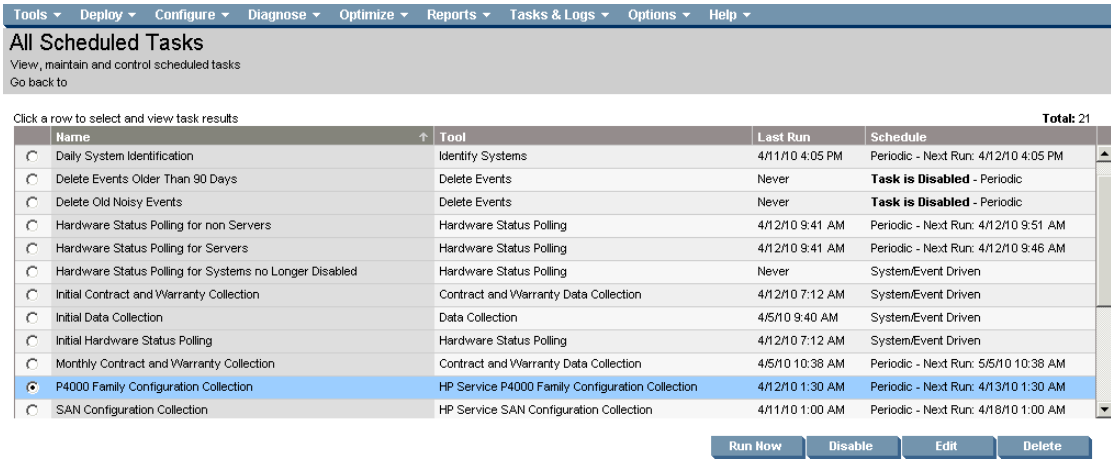 Tools Deploy Configure Diagnose Optimize Reports Tasks & Logs Options Help
All Scheduled Tasks
View, maintain and control scheduled tasks
Go back to
Click a row to select and view task results Total: 21
Name Tool Last Run Schedule
Daily System Identification Identify Systems 4/11/10 4:05 PM Periodic - Next Run: 4/12/10 4:05 PM
Delete Events Older Than 90 Days Delete Events Never Task is Disabled - Periodic
Delete Old Noisy Events Delete Events Never Task is Disabled - Periodic
Hardware Status Polling for non Servers Hardware Status Polling 4/12/10 9:41 AM Periodic - Next Run: 4/12/10 9:51 AM
Hardware Status Polling for Servers Hardware Status Polling 4/12/10 9:41 AM Periodic - Next Run: 4/12/10 9:46 AM
Hardware Status Polling for Systems no Longer Disabled Hardware Status Polling Never System/Event Driven
Initial Contract and Warranty Collection Contract and Warranty Data Collection 4/12/10 7:12 AM System/Event Driven
Initial Data Collection Data Collection 4/5/10 9:40 AM System/Event Driven
Initial Hardware Status Polling Hardware Status Polling 4/12/10 7:12 AM System/Event Driven
Monthly Contract and Warranty Collection Contract and Warranty Data Collection 4/5/10 10:38 AM Periodic - Next Run: 5/5/10 10:38 AM
P4000 Family Configuration Collection HP Service P4000 Family Configuration Collection 4/12/10 1:30 AM Periodic - Next Run: 4/13/10 1:30 AM
SAN Configuration Collection HP Service SAN Configuration Collection 4/11/10 1:00 AM Periodic - Next Run: 4/18/10 1:00 AM
Run Now Disable Edit Delete